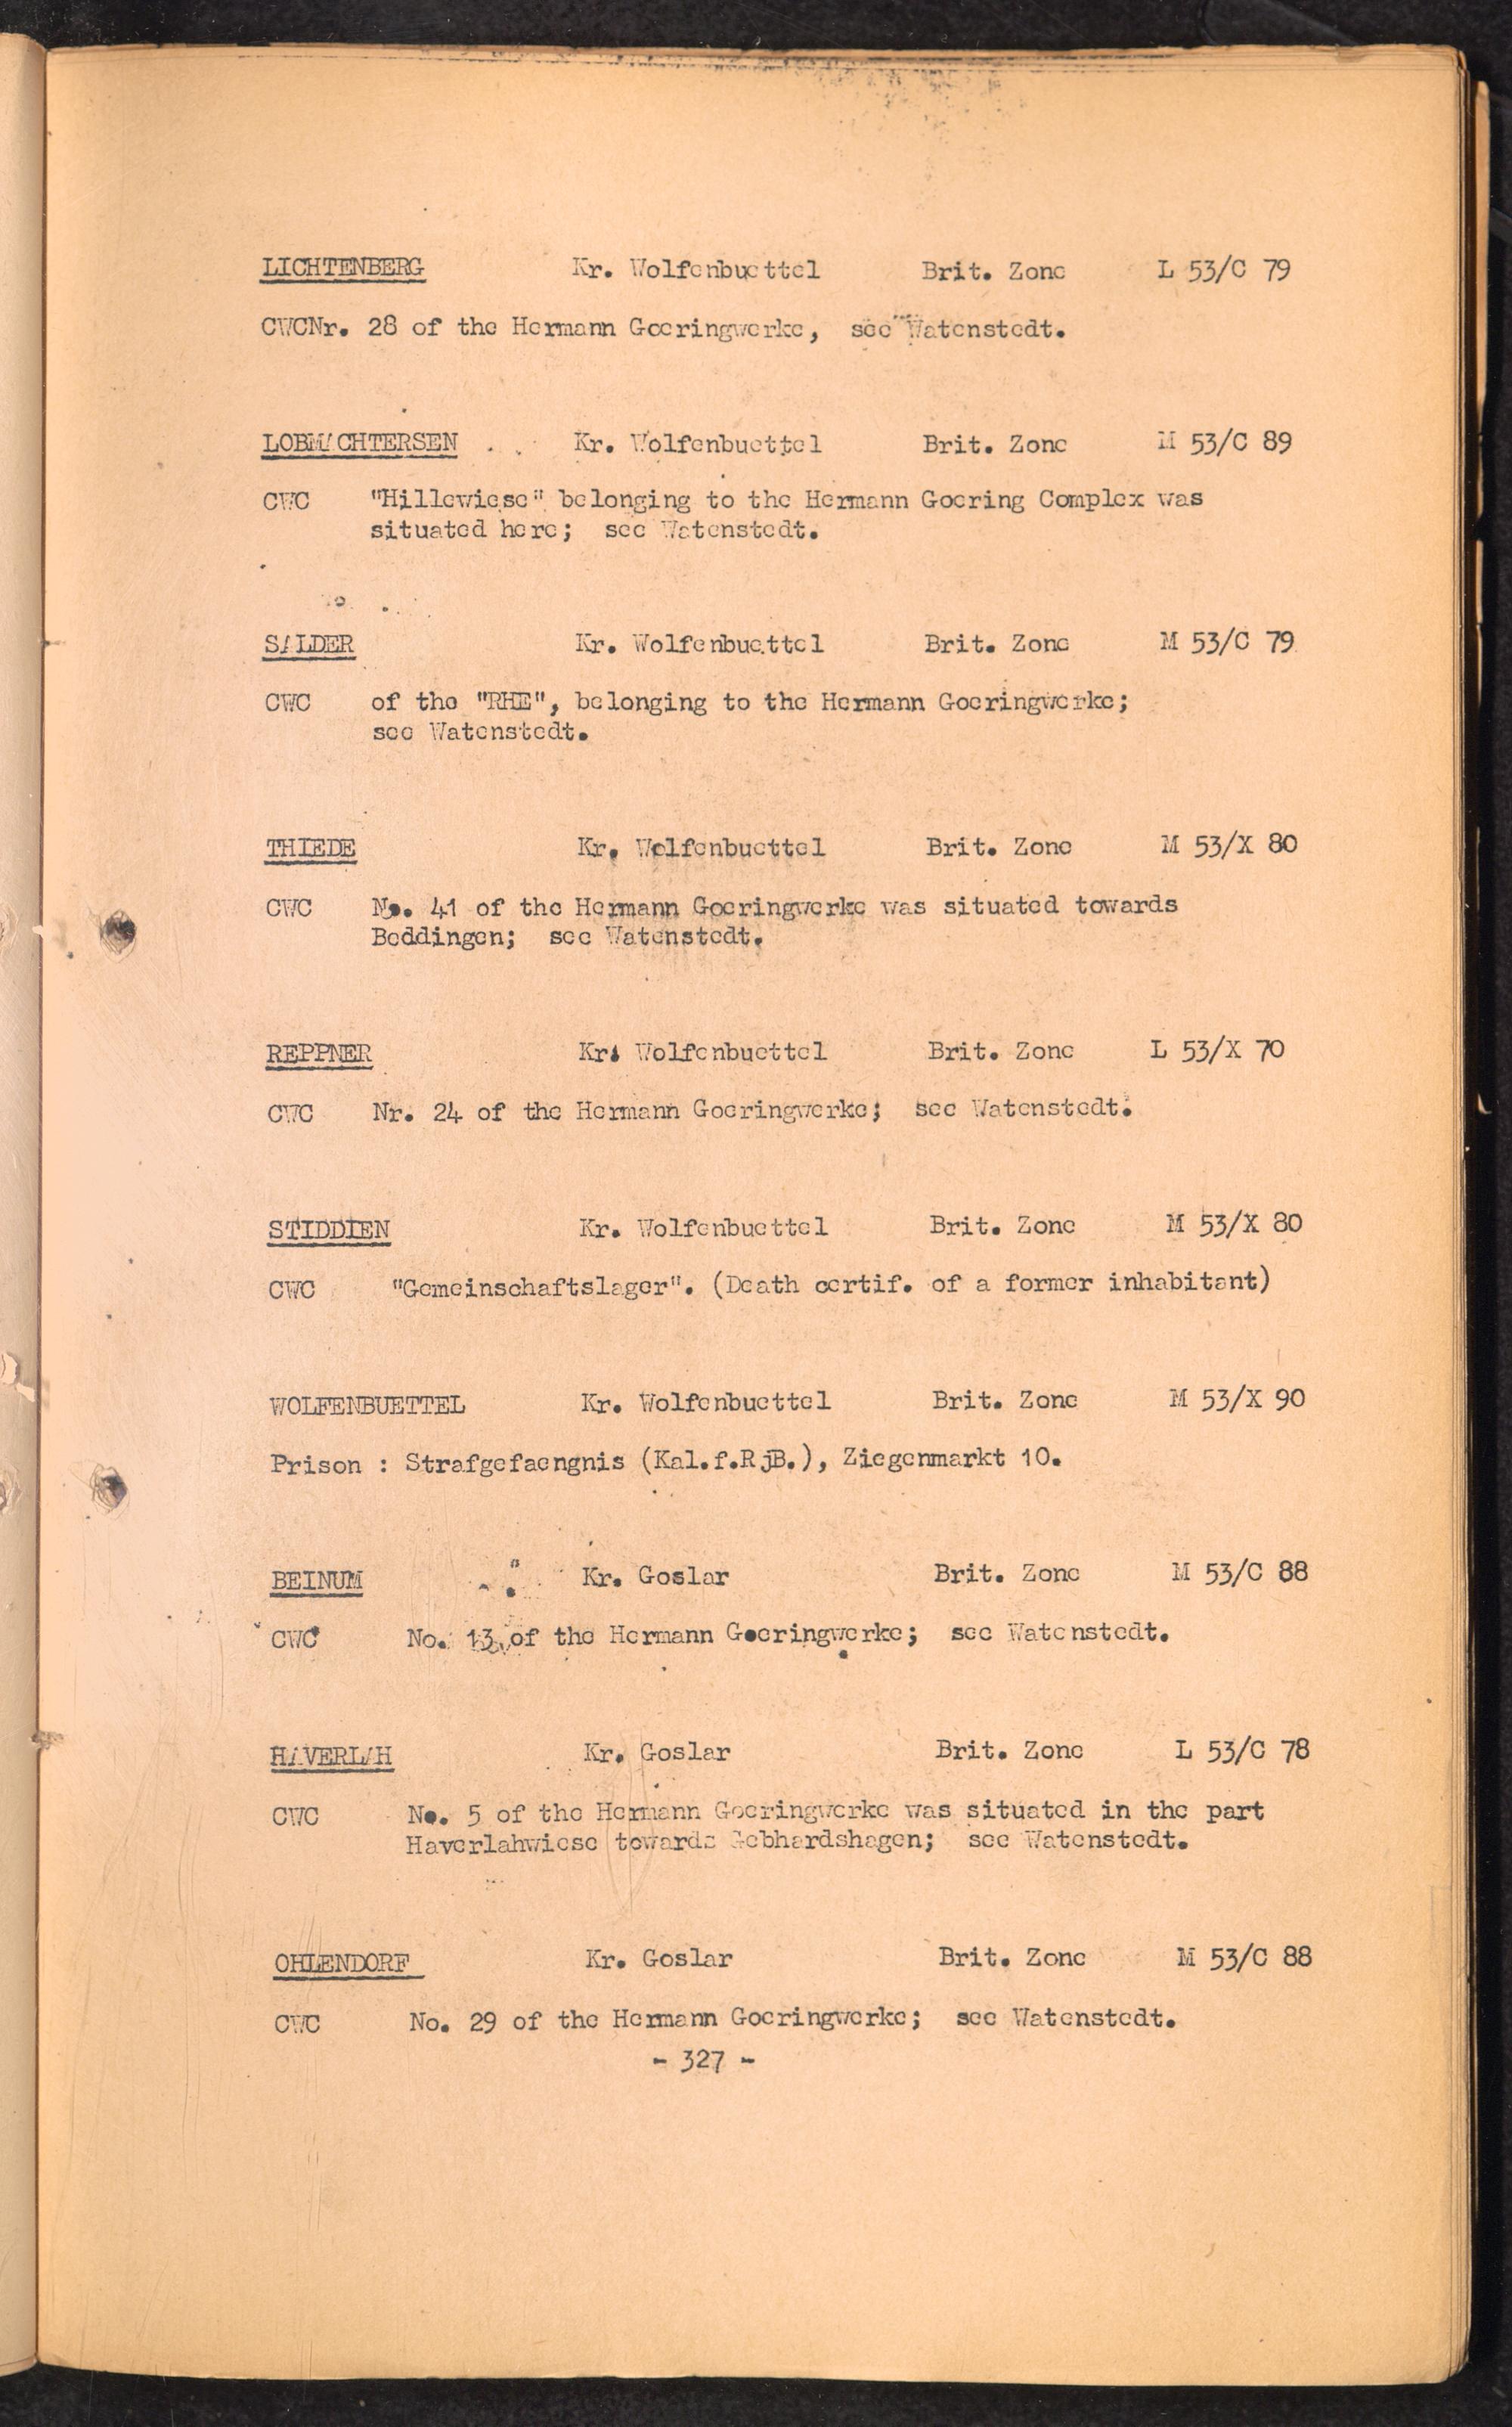 LICHTENBERG Kr. Wolfenbuettel Brit. Zone L 53/C 79
CWCNr. 28 of the Hermann Goeringwerke, see Watenstedt.
LOBMACHTERSEN Kr. Wolfenbuettel Brit. Zone M 53/C 89
CWC "Hillewiese" belonging to the Hermann Goering Complex was
situated here; see Watenstedt.
SALDER Kr. Wolfenbuettel Brit. Zone M 53/C 79
CWC of the "RHE", belonging to the Hermann Goeringwerke;
see Watenstedt.
THIEDE Kr. Wolfenbuettel Brit. Zone M 53/X 80
CWC No. 41 of the Hermann Goeringwerke was situated towards
Beddingen; see Watenstedt.
REPPNER Kr. Wolfenbuettel Brit. Zone L 53/X 70
CWC Nr. 24 of the Hermann Goeringwerke; see Watenstedt.
STIDDIEN Kr. Wolfenbuettel Brit. Zone M 53/X 80
CWC "Gemeinschaftslager". (Death certif. of a former inhabitant)
WOLFENBUETTEL Kr. Wolfenbuettel Brit. Zone M 53/X 90
Prison : Strafgefaengnis (Kal.f.RjB.), Ziegenmarkt 10.
BEINUM Kr. Goslar Brit. Zone M 53/C 88
CWC No. 13 of the Hermann Goeringwerke; see Watenstedt.
HAVERLAH Kr. Goslar Brit. Zone L 53/C 78
CWC No. 5 of the Hermann Goeringwerke was situated in the part
Haverlahwiese towards Gebhardshagen; see Watenstedt.
OHLENDORF Kr. Goslar Brit. Zone M 53/C 88
CWC No. 29 of the Hermann Goeringwerke; see Watenstedt.
- 327 -